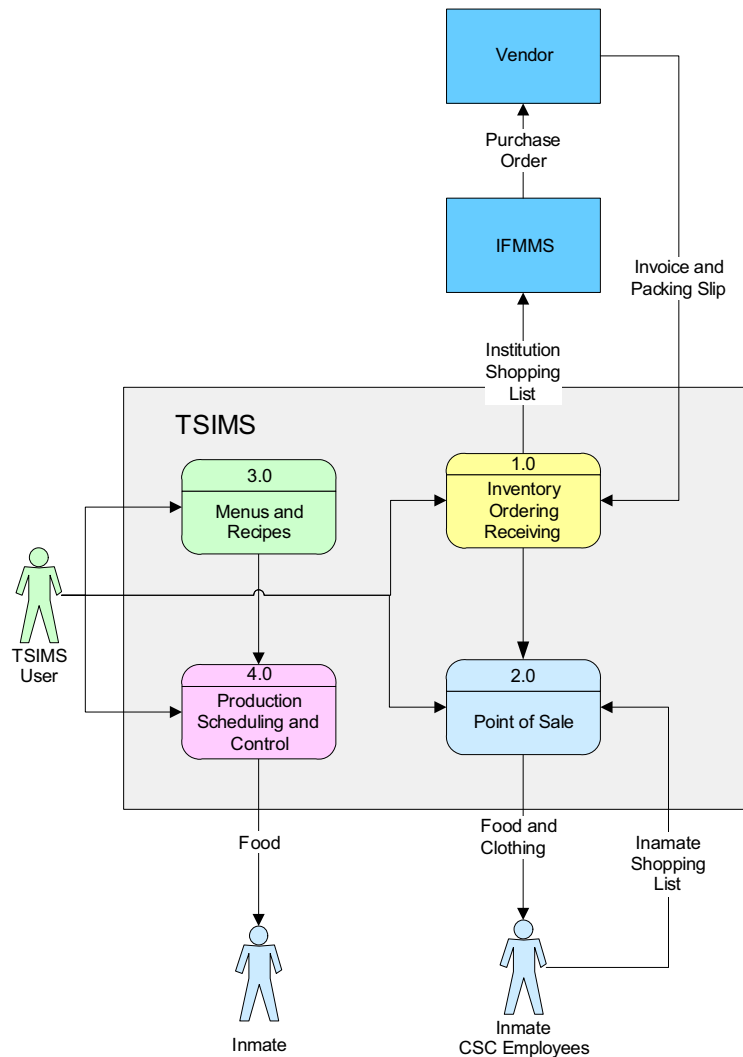 Vendor
Purchase
Order
IFMMS
Invoice and
Packing Slip
Institution
Shopping
List
TSIMS
3.0
Menus and
Recipes
1.0
Inventory
Ordering
Receiving
TSIMS
User
4.0
Production
Scheduling and
Control
2.0
Point of Sale
Food
Food and
Clothing
Inamate
Shopping
List
Inmate
Inmate
CSC Employees